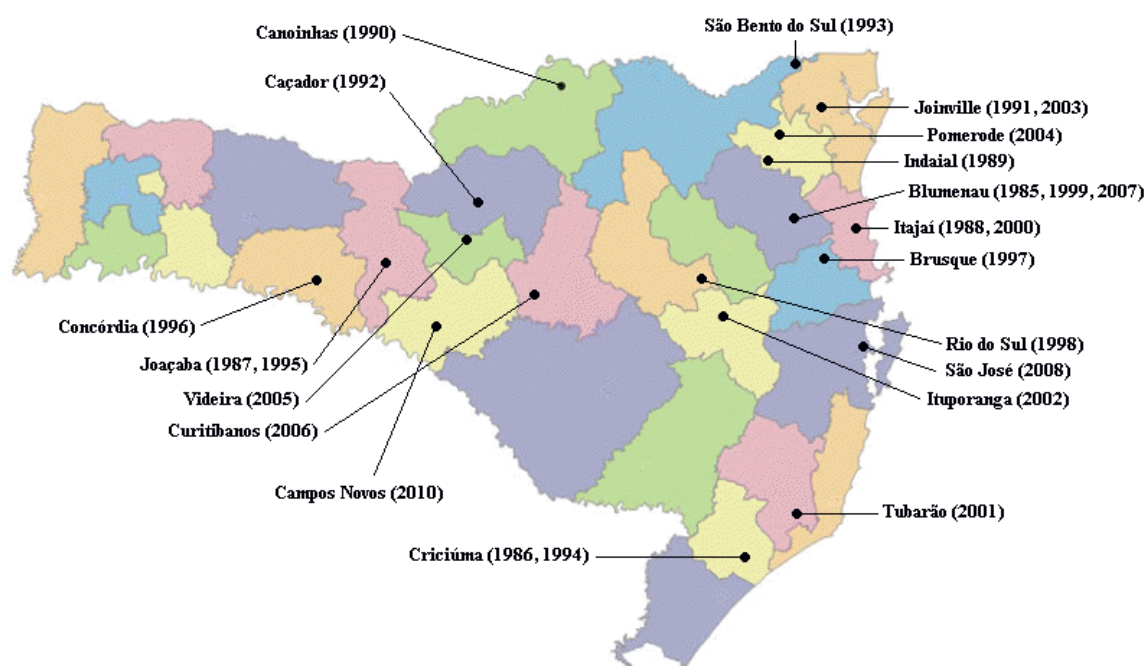 São Bento do Sul (1993)
Canoinhas (1990)
Caçador (1992)
Joinville (1991, 2003)
Pomerode (2004)
Indaial (1989)
Blumenau (1985, 1999, 2007)
Itajaí (1988, 2000)
Brusque (1997)
Concórdia (1996)
Rio do Sul (1998)
Joaçaba (1987, 1995)
São José (2008)
Videira (2005)
Ituporanga (2002)
Curitibanos (2006)
Campos Novos (2010)
Tubarão (2001)
Criciúma (1986, 1994)